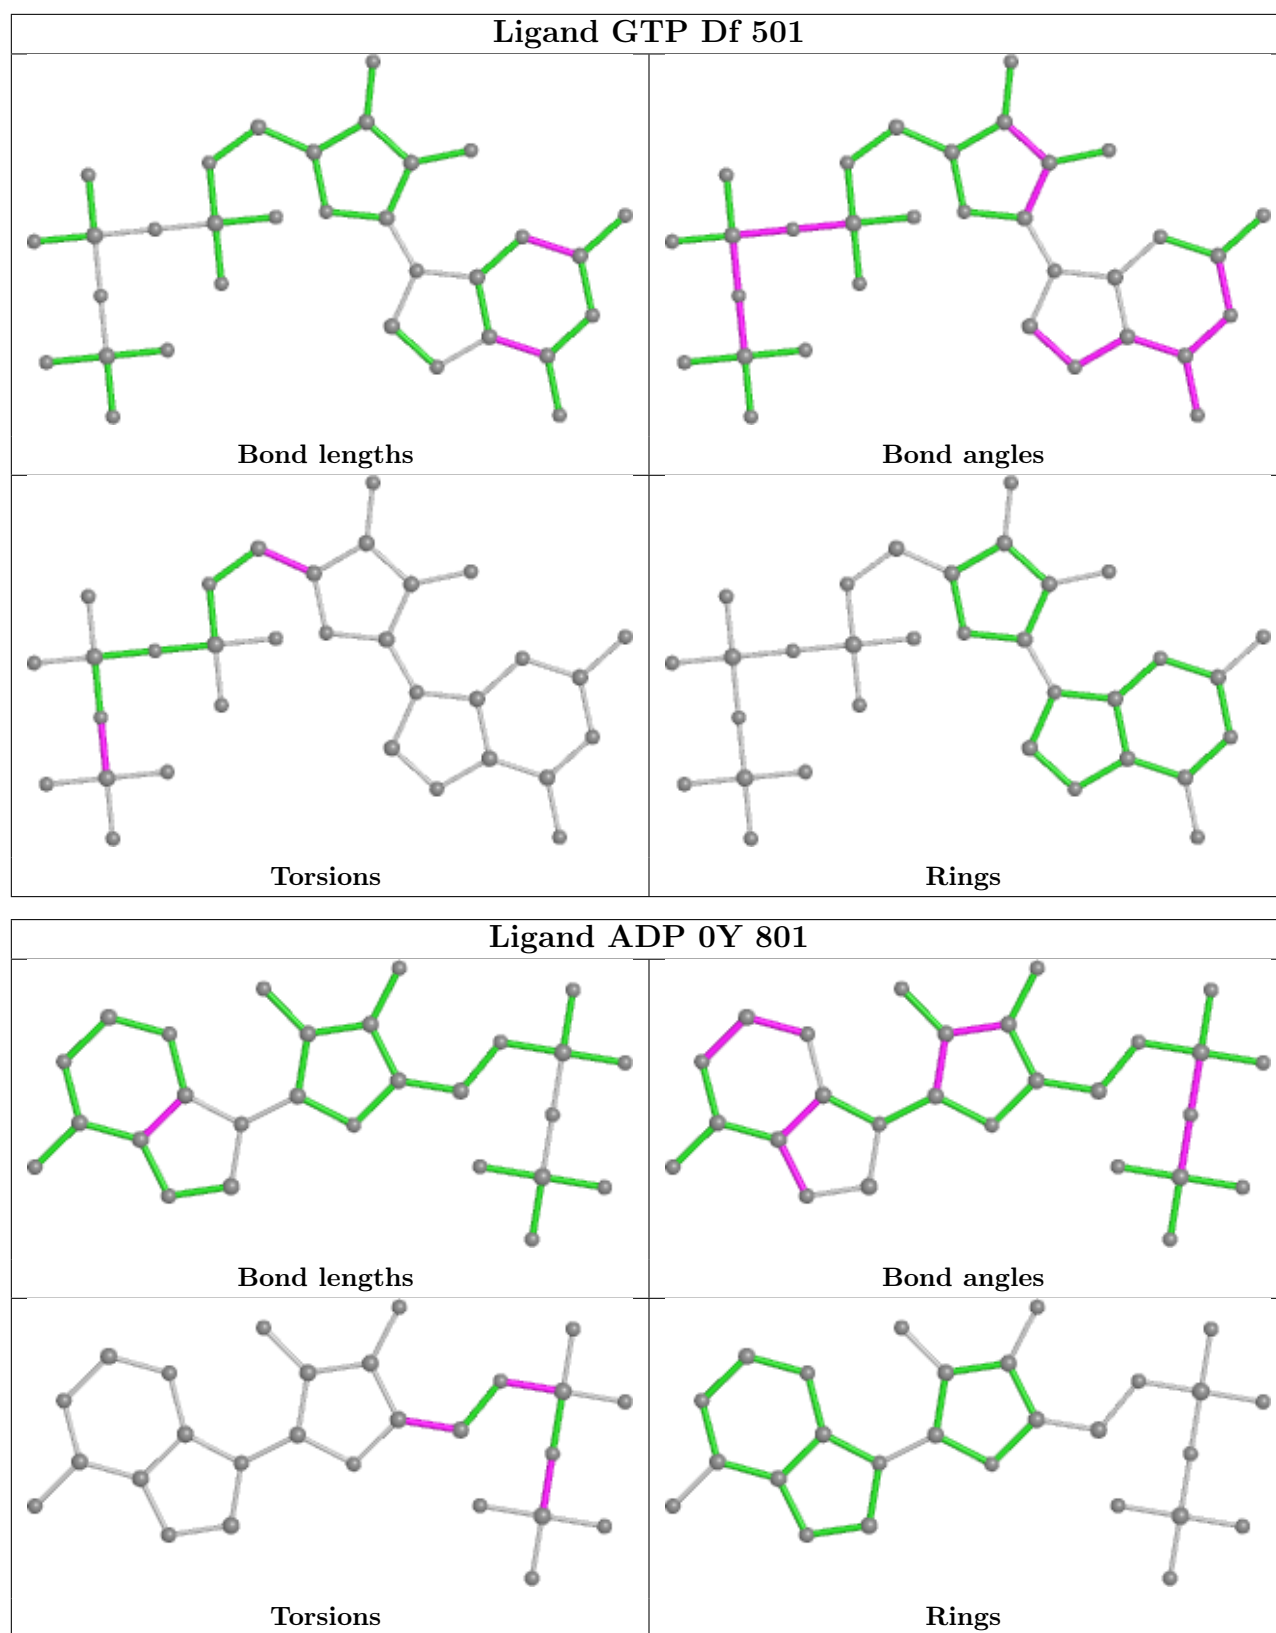 Ligand GTP Df 501
Bond lengths
Bond angles
Torsions
Rings
Ligand ADP 0Y 801
Bond lengths
Bond angles
Torsions
Rings